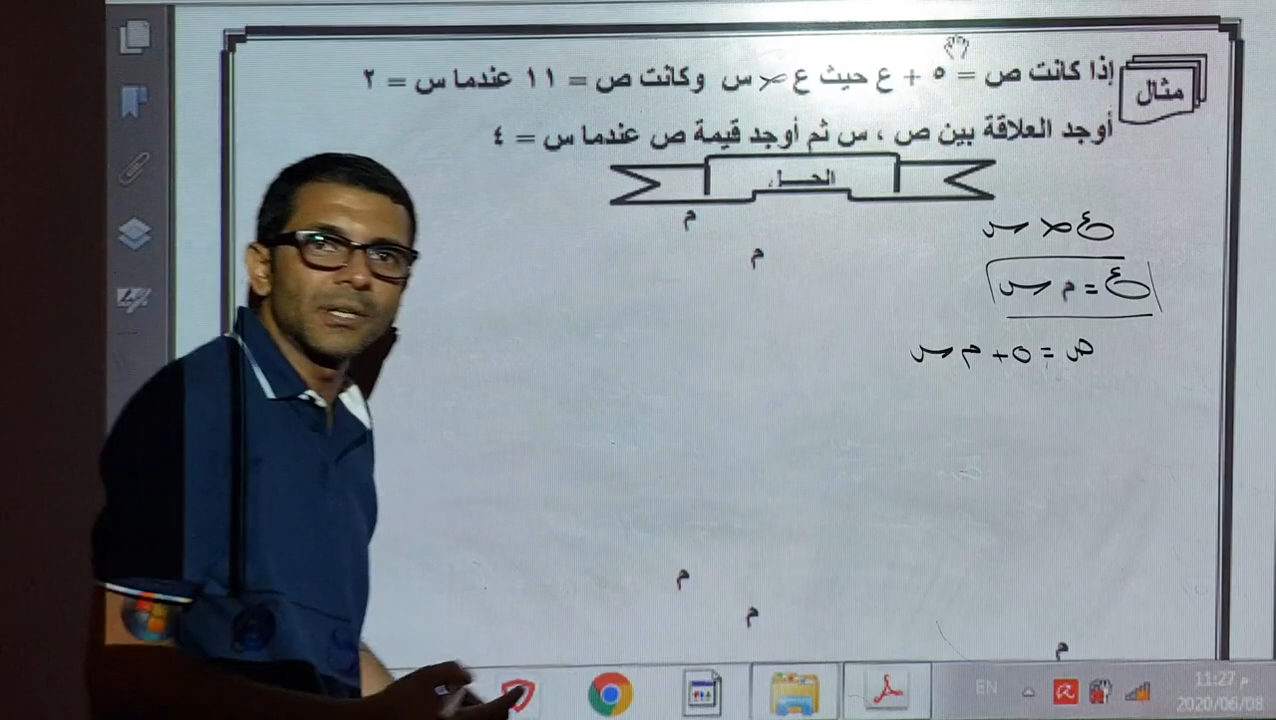 مثال
إذا كانت ص = ٥ + ع حيث ع ∝ س وكانت ص = ١١ عندما س = ٢
أوجد العلاقة بين ص ، س ثم أوجد قيمة ص عندما س = ٤
الحـــل
م
م
ع ∝ س
ع = م س
ص = ٥ + م س
م
م
م
EN
11:27 م
2020/06/08